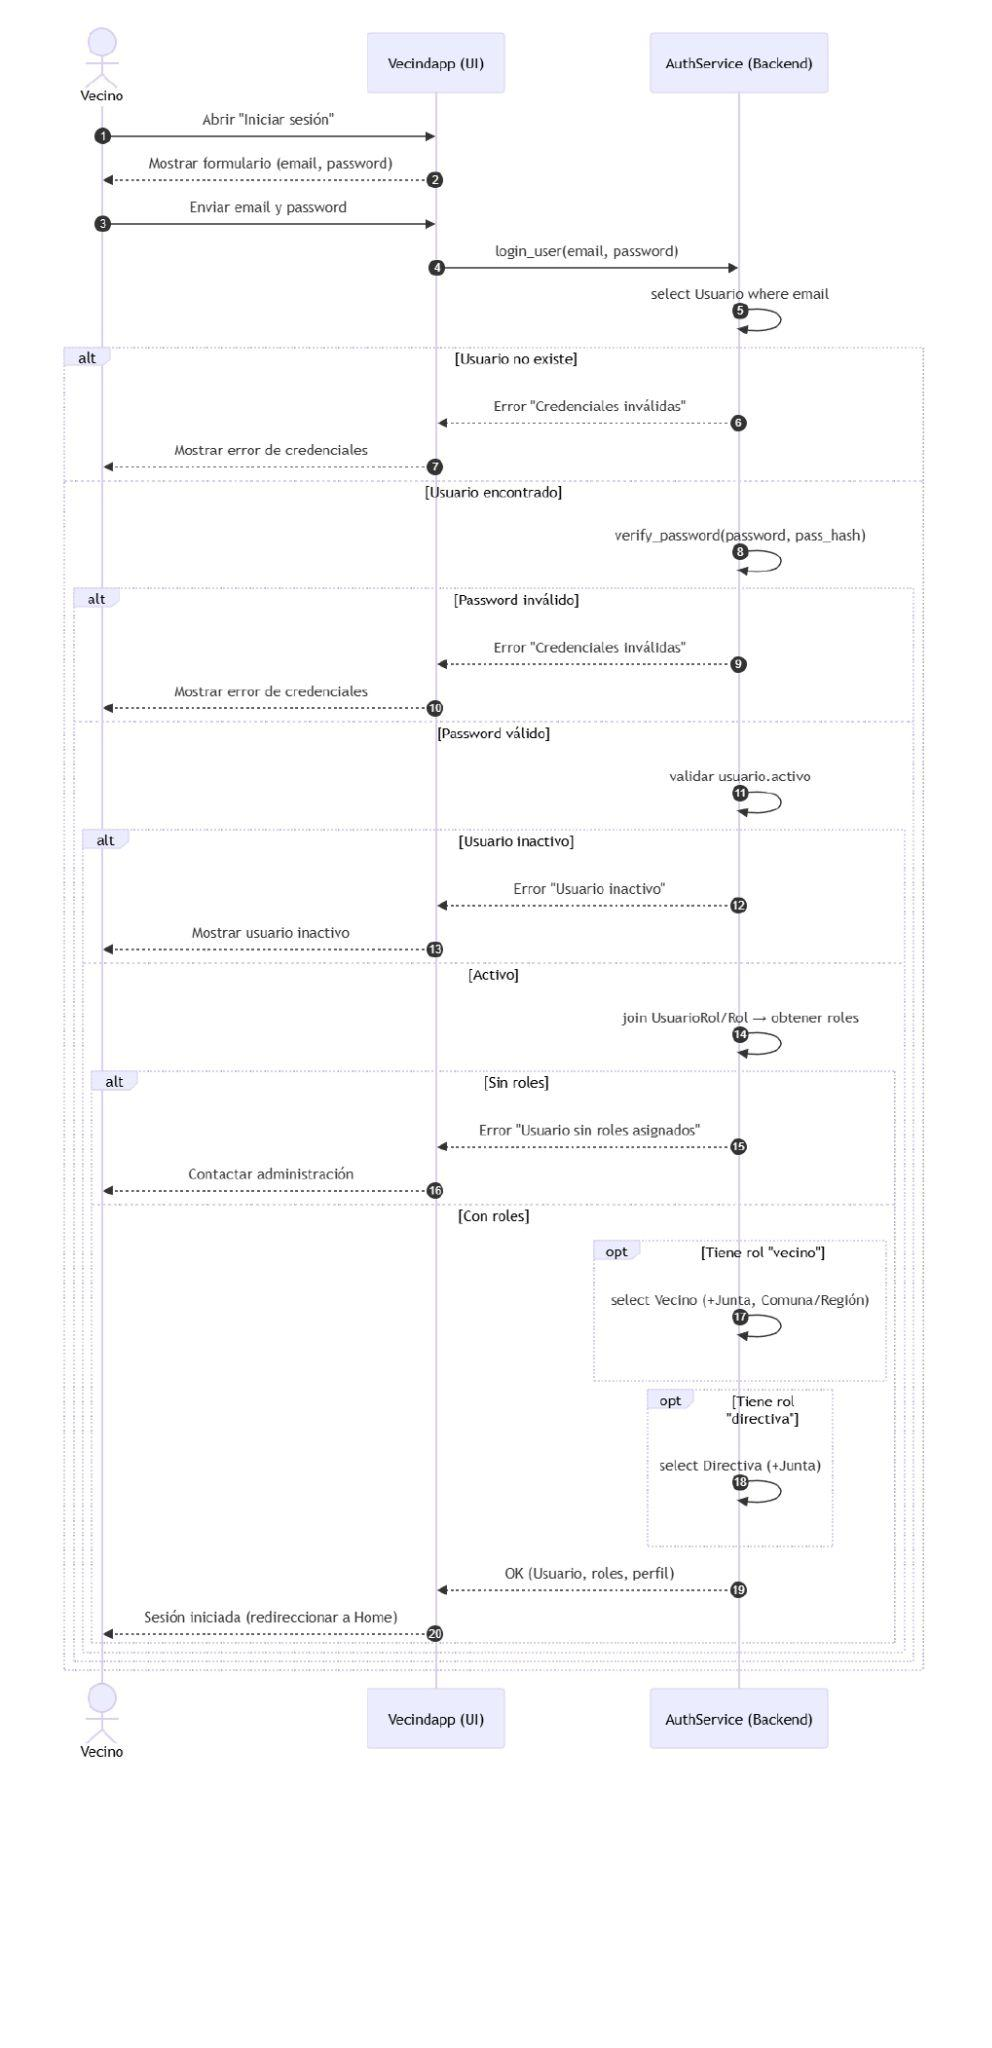 Vecino
Vecindapp (UI)
AuthService (Backend)
Abrir "Iniciar sesión"
1
Mostrar formulario (email, password)
2
Enviar email y password
3
login_user(email, password)
4
select Usuario where email
5
alt
[Usuario no existe]
Error "Credenciales inválidas"
6
Mostrar error de credenciales
7
[Usuario encontrado]
verify_password(password, pass_hash)
8
alt
[Password inválido]
Error "Credenciales inválidas"
9
Mostrar error de credenciales
10
[Password válido]
validar usuario.activo
11
alt
[Usuario inactivo]
Error "Usuario inactivo"
12
Mostrar usuario inactivo
13
[Activo]
join UsuarioRol/Rol → obtener roles
14
alt
[Sin roles]
Error "Usuario sin roles asignados"
15
Contactar administración
16
[Con roles]
opt
[Tiene rol "vecino"]
select Vecino (+Junta, Comuna/Región)
17
opt
[Tiene rol
"directiva"]
select Directiva (+Junta)
18
OK (Usuario, roles, perfil)
19
Sesión iniciada (redireccionar a Home)
20
Vecino
Vecindapp (UI)
AuthService (Backend)